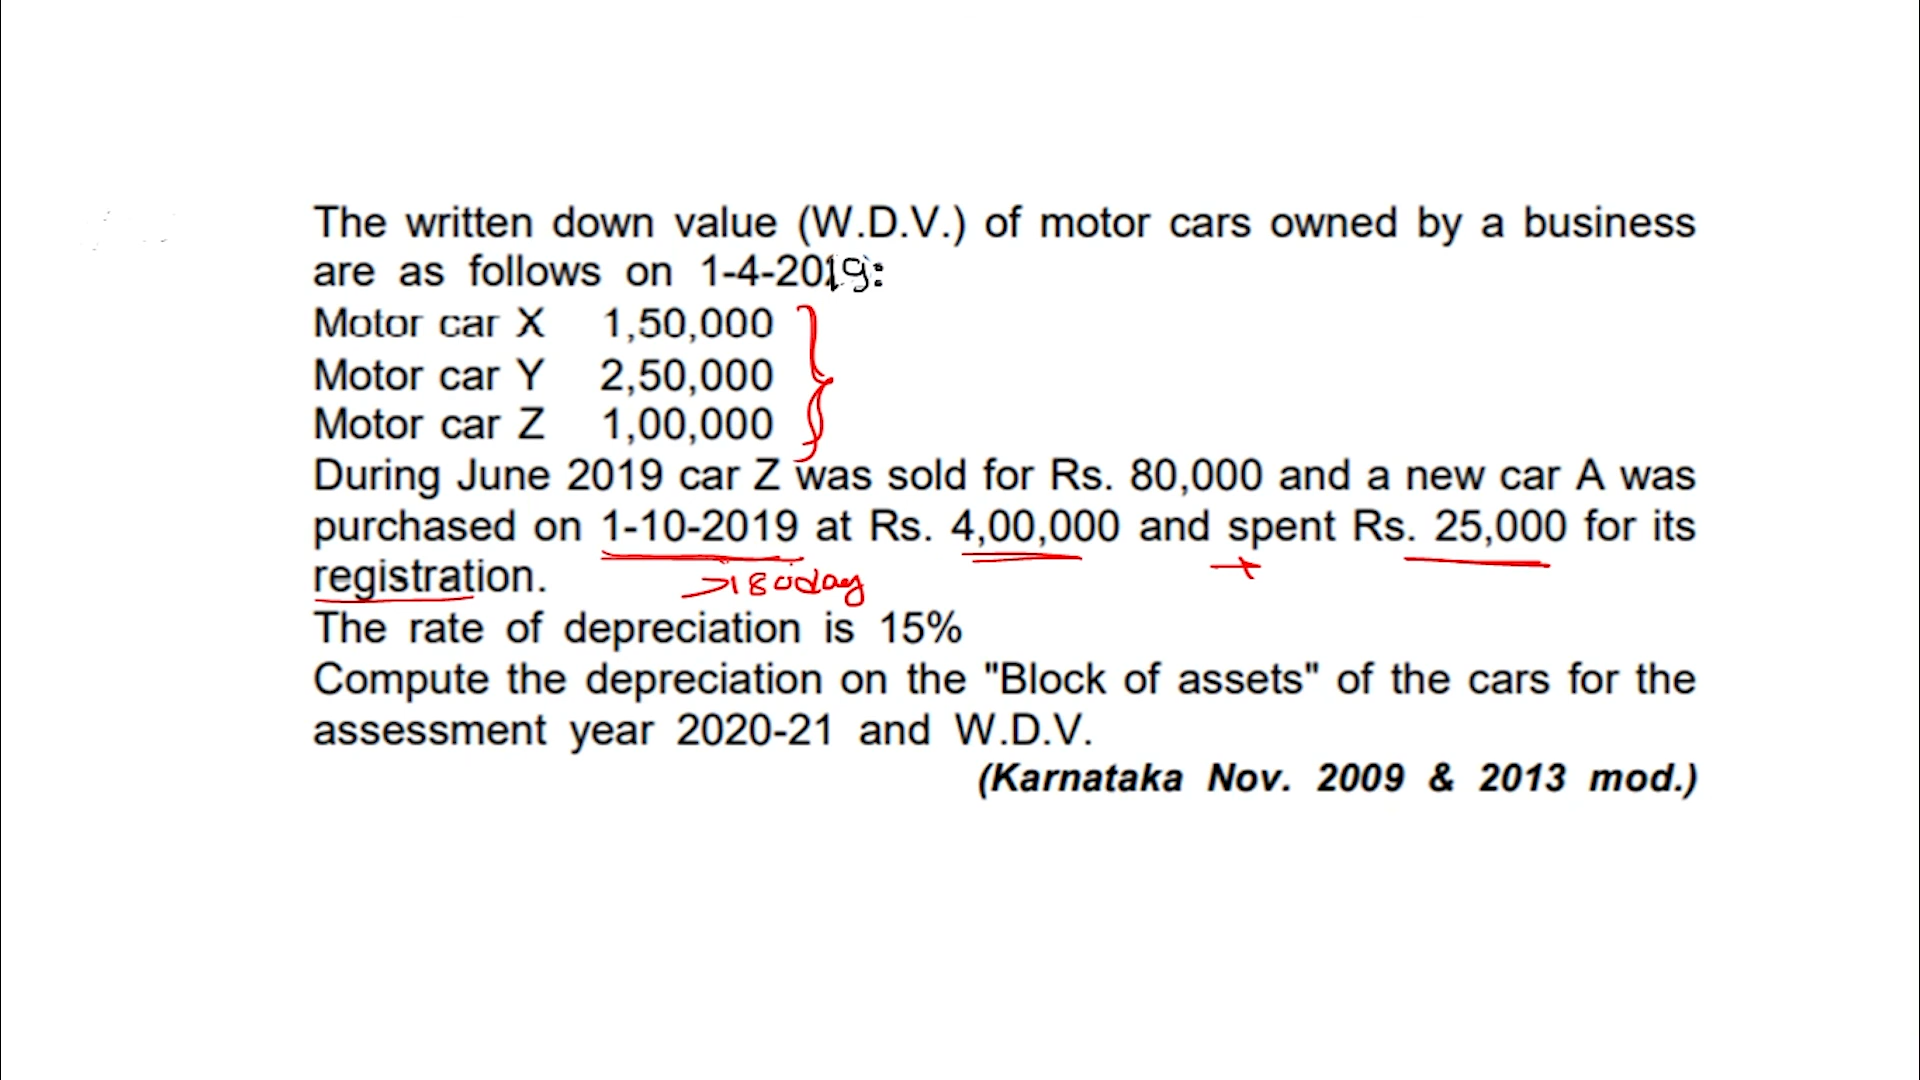 The written down value (W.D.V.) of motor cars owned by a business
are as follows on 1-4-2019:
Motor car X 1,50,000
Motor car Y 2,50,000
Motor car Z 1,00,000
During June 2019 car Z was sold for Rs. 80,000 and a new car A was
purchased on 1-10-2019 at Rs. 4,00,000 and spent Rs. 25,000 for its
registration. >180day +
The rate of depreciation is 15%
Compute the depreciation on the "Block of assets" of the cars for the
assessment year 2020-21 and W.D.V.
(Karnataka Nov. 2009 & 2013 mod.)